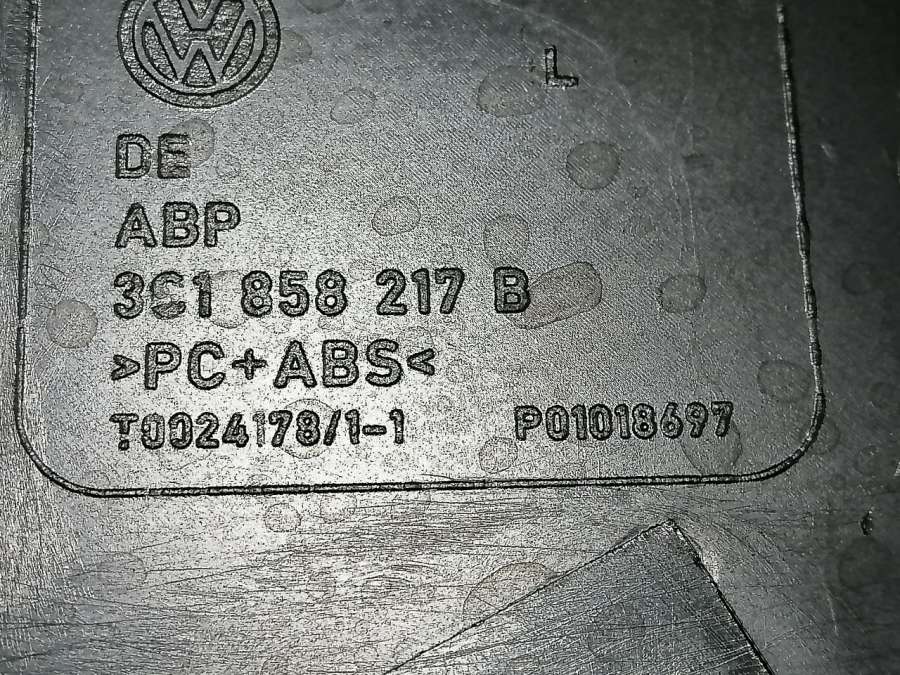 L
DE
ABP
3C1 858 217 B
>PC+ABS<
T0024178/1-1 P01018697